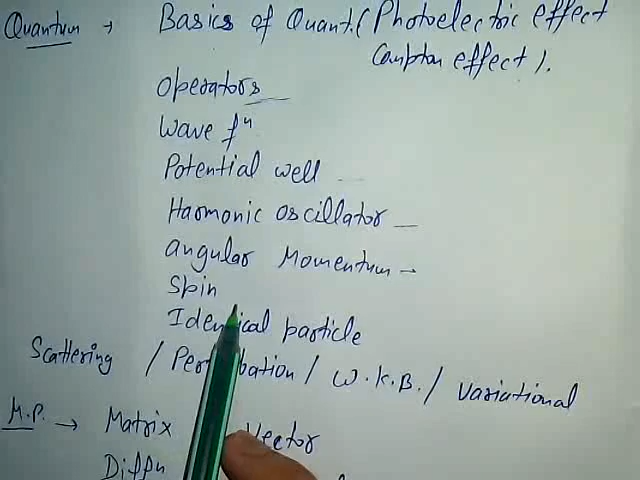 Quantum → Basics of Quant. ( Photoelectric effect
Compton effect ).
Operators
Wave fⁿ
Potential well
Harmonic oscillator
Angular Momentum
Spin
Identical particle
Scattering / Perturbation / W.K.B. / Variational
M.P. → Matrix Vector
Diffn